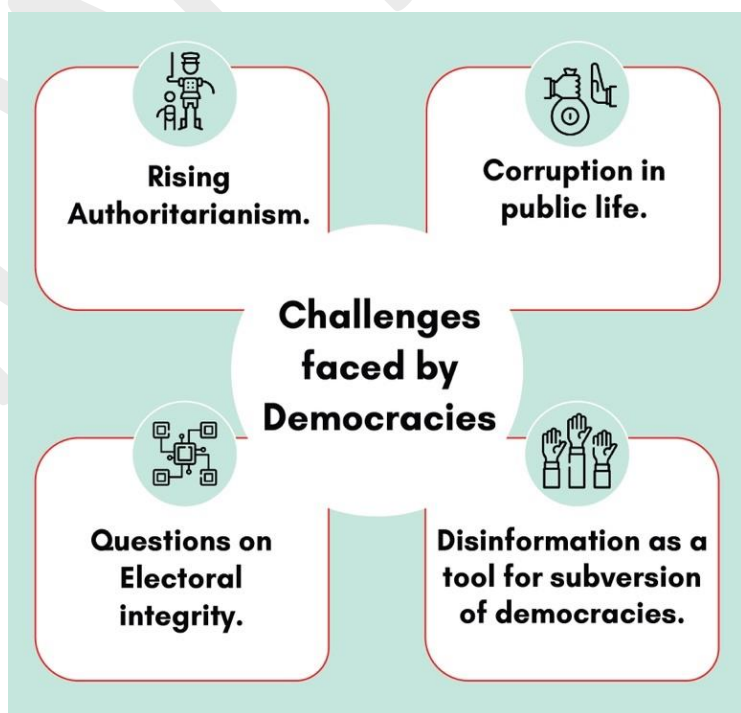 Rising
Authoritarianism.
Corruption in
public life.
Challenges
faced by
Democracies
Questions on
Electoral
integrity.
Disinformation as a
tool for subversion
of democracies.